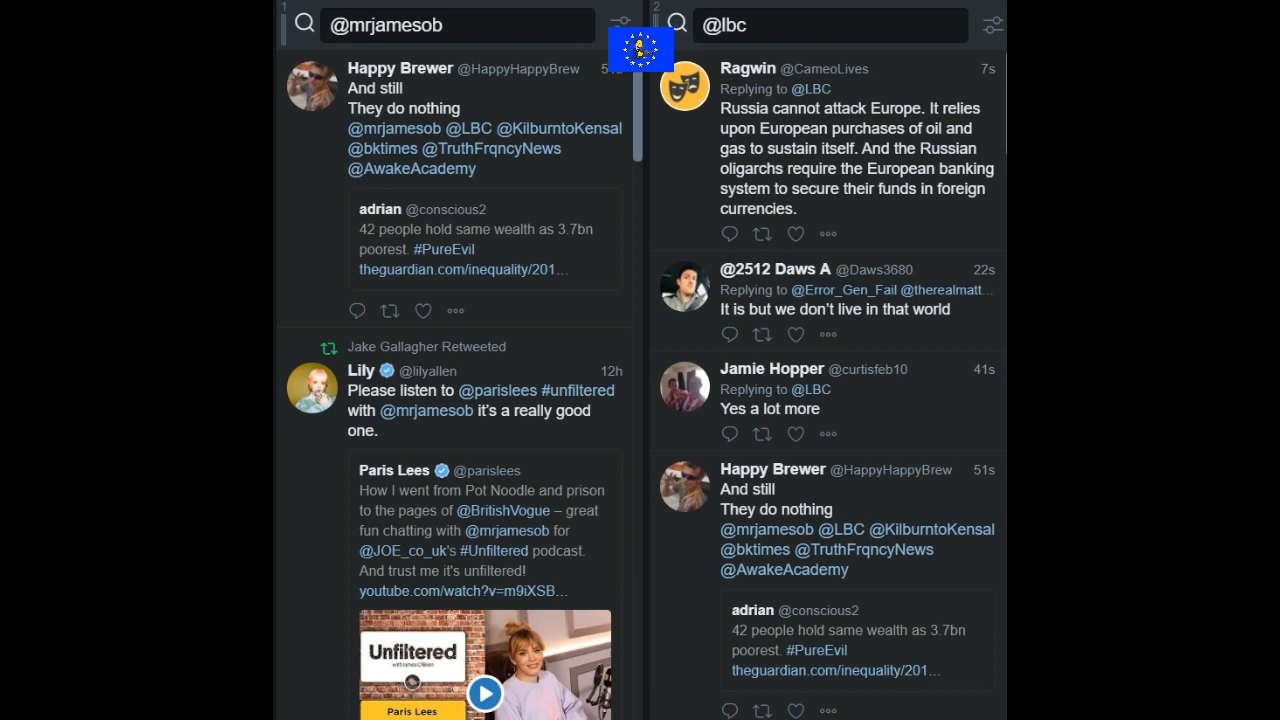 1
@mrjamesob
Happy Brewer @HappyHappyBrew
And still
They do nothing
@mrjamesob @LBC @KilburntoKensal
@bktimes @TruthFrqncyNews
@AwakeAcademy
adrian @conscious2
42 people hold same wealth as 3.7bn
poorest. #PureEvil
theguardian.com/inequality/201…
Jake Gallagher Retweeted
Lily @lilyallen 12h
Please listen to @parislees #unfiltered
with @mrjamesob it's a really good
one.
Paris Lees @parislees
How I went from Pot Noodle and prison
to the pages of @BritishVogue – great
fun chatting with @mrjamesob for
@JOE_co_uk's #Unfiltered podcast.
And trust me it's unfiltered!
youtube.com/watch?v=m9iXSB…
Unfiltered
with James O'Brien
Paris Lees
2
@lbc
Ragwin @CameoLives 7s
Replying to @LBC
Russia cannot attack Europe. It relies
upon European purchases of oil and
gas to sustain itself. And the Russian
oligarchs require the European banking
system to secure their funds in foreign
currencies.
@2512 Daws A @Daws3680 22s
Replying to @Error_Gen_Fail @therealmatt…
It is but we don't live in that world
Jamie Hopper @curtisfeb10 41s
Replying to @LBC
Yes a lot more
Happy Brewer @HappyHappyBrew 51s
And still
They do nothing
@mrjamesob @LBC @KilburntoKensal
@bktimes @TruthFrqncyNews
@AwakeAcademy
adrian @conscious2
42 people hold same wealth as 3.7bn
poorest. #PureEvil
theguardian.com/inequality/201…